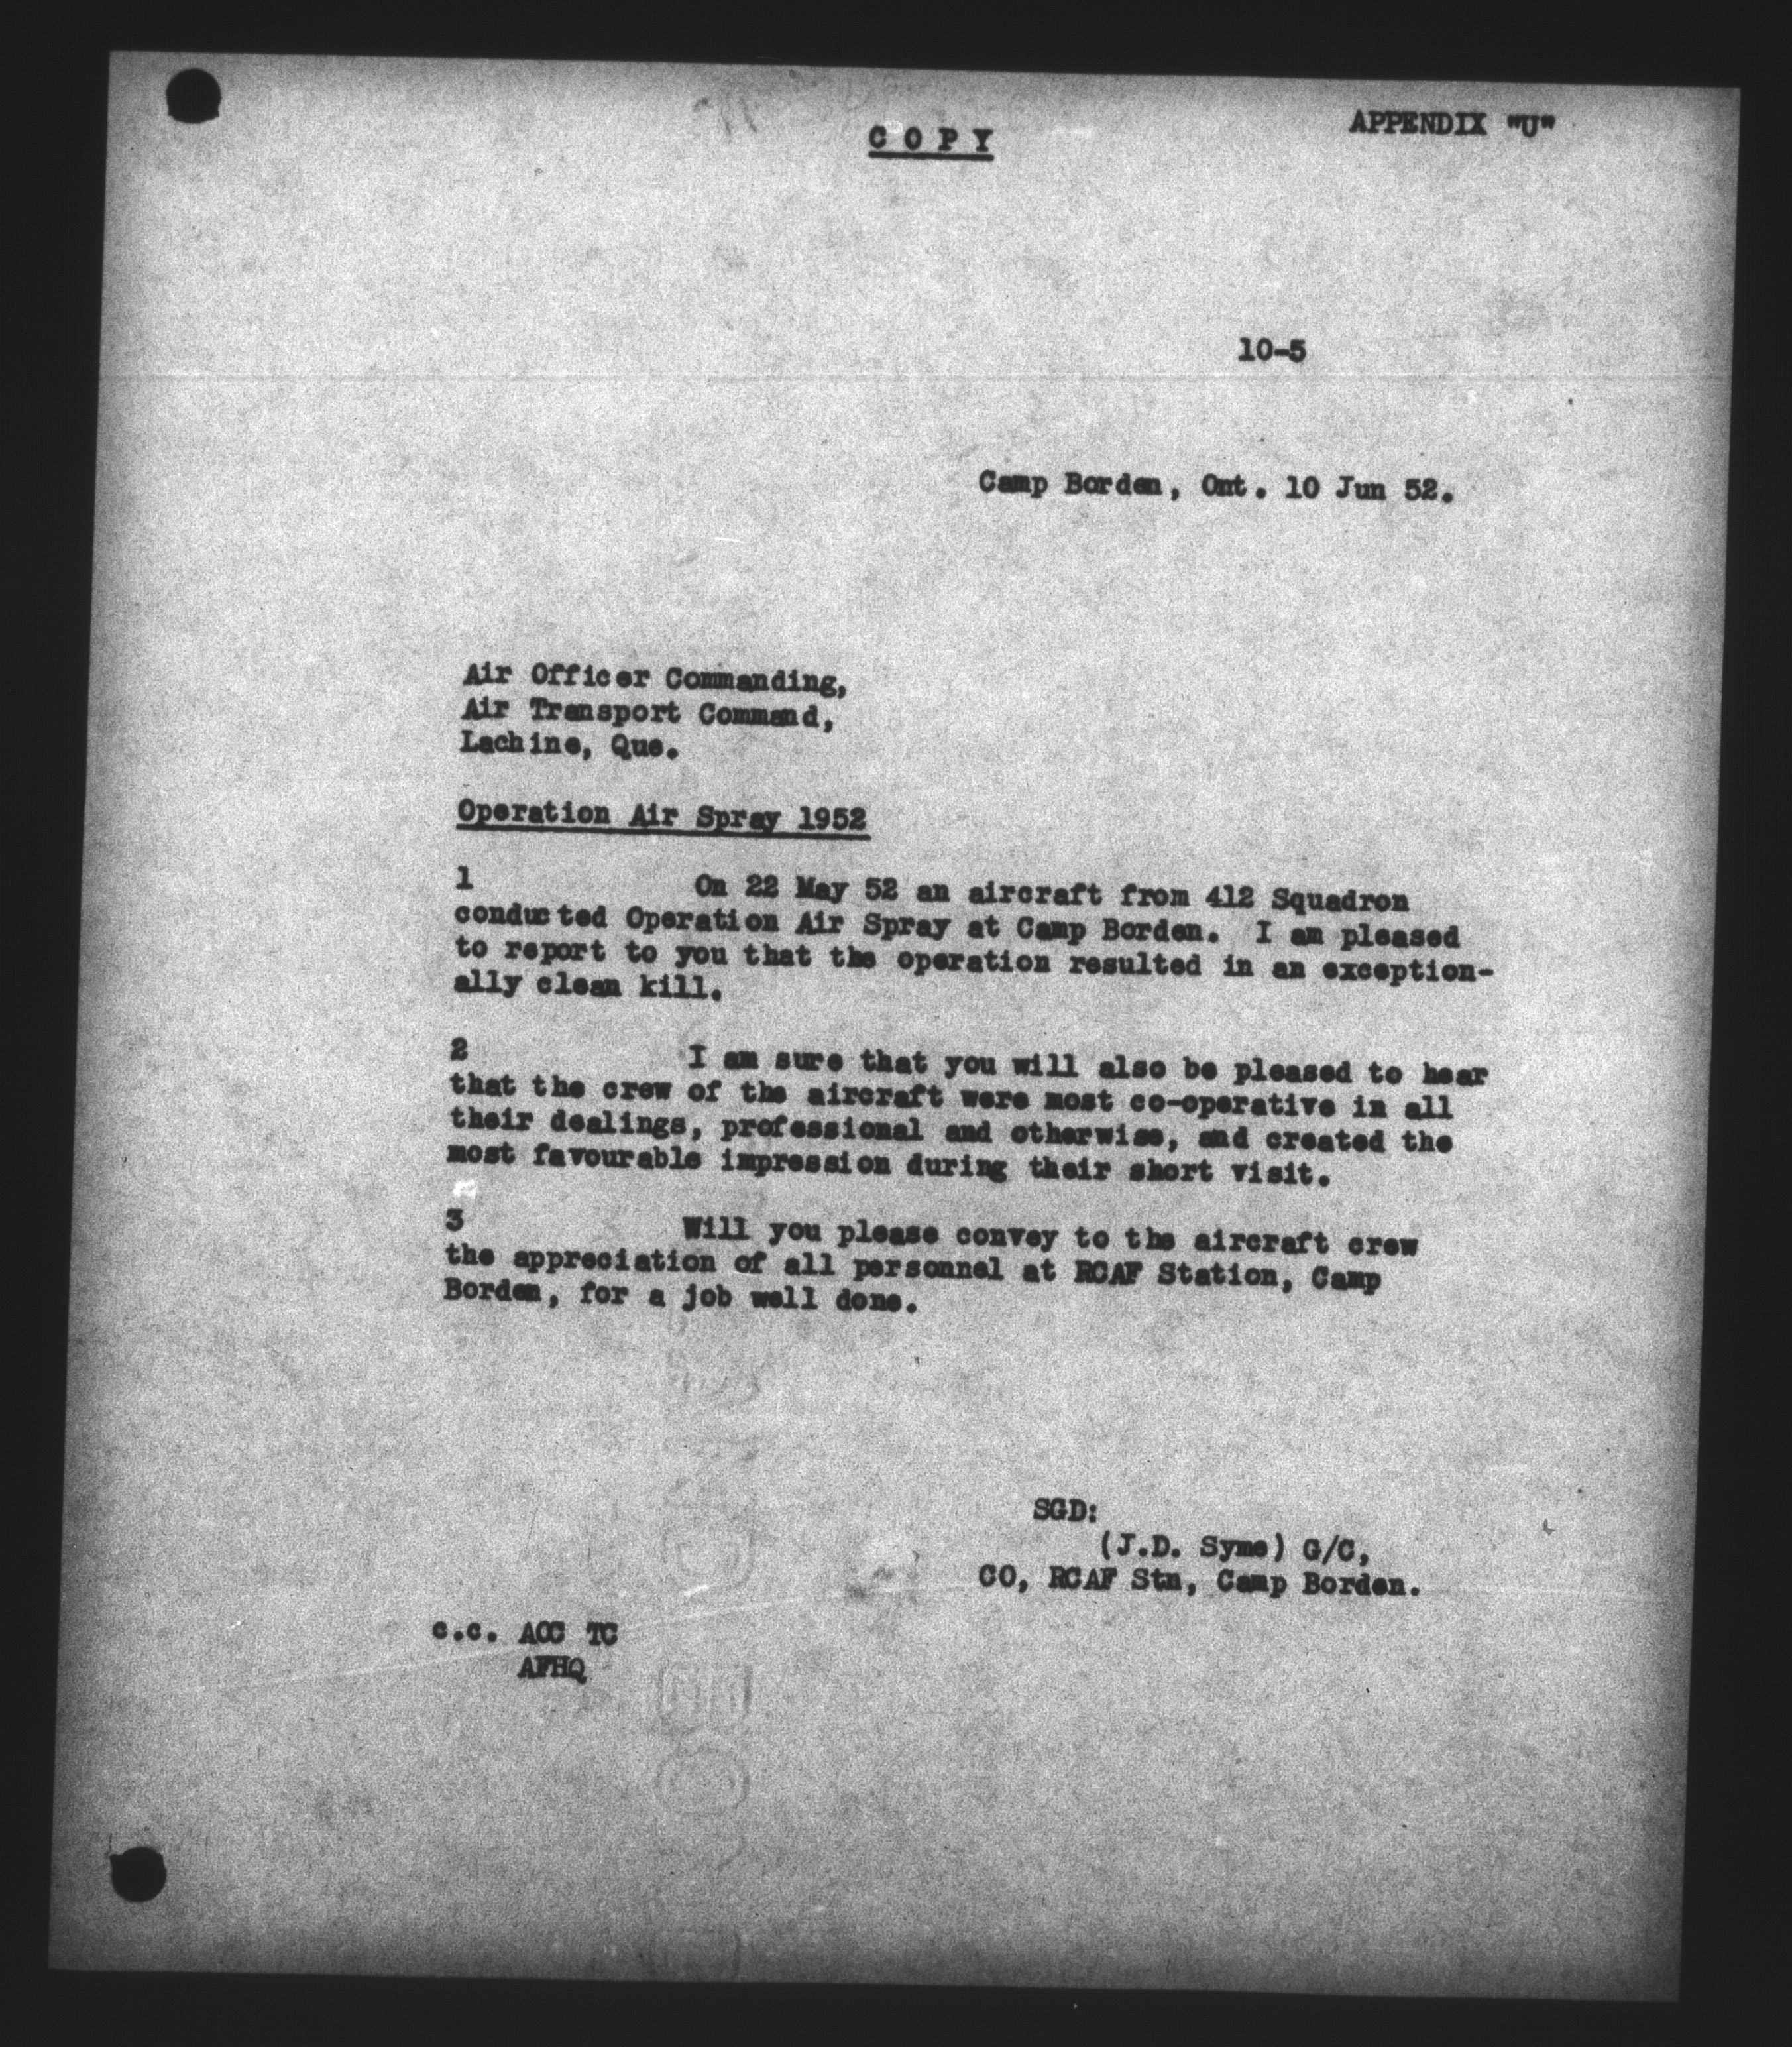 COPY
APPENDIX "U"
10-5
Camp Borden, Ont. 10 Jun 52.
Air Officer Commanding,
Air Transport Command,
Lachine, Que.
Operation Air Spray 1952
1 On 22 May 52 an aircraft from 412 Squadron
conducted Operation Air Spray at Camp Borden. I am pleased
to report to you that the operation resulted in an exception-
ally clean kill.
2 I am sure that you will also be pleased to hear
that the crew of the aircraft were most co-operative in all
their dealings, professional and otherwise, and created the
most favourable impression during their short visit.
3 Will you please convey to the aircraft crew
the appreciation of all personnel at RCAF Station, Camp
Borden, for a job well done.
SGD:
(J.D. Syme) G/C,
CO, RCAF Stn, Camp Borden.
c.c. AOC TC
AFHQ